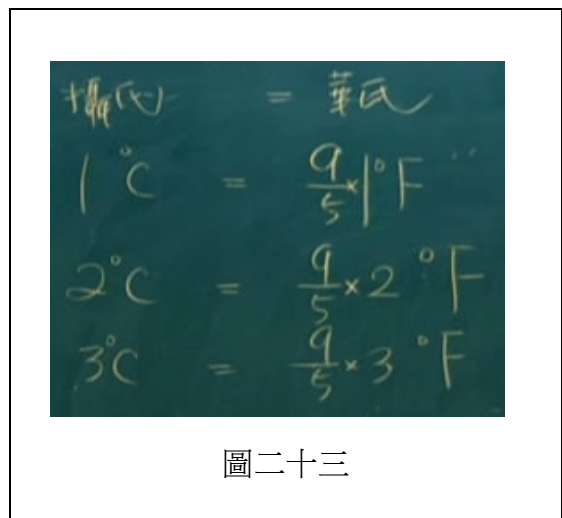 攝氏 = 華氏
1°C = 9/5×1°F
2°C = 9/5×2°F
3°C = 9/5×3°F
圖二十三